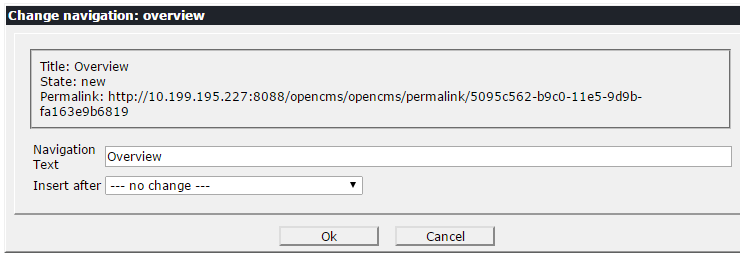 Change navigation: overview
Title: Overview
State: new
Permalink: http://10.199.195.227:8088/opencms/opencms/permalink/5095c562-b9c0-11e5-9d9b-
fa163e9b6819
Navigation
Text
Overview
Insert after --- no change ---
Ok Cancel